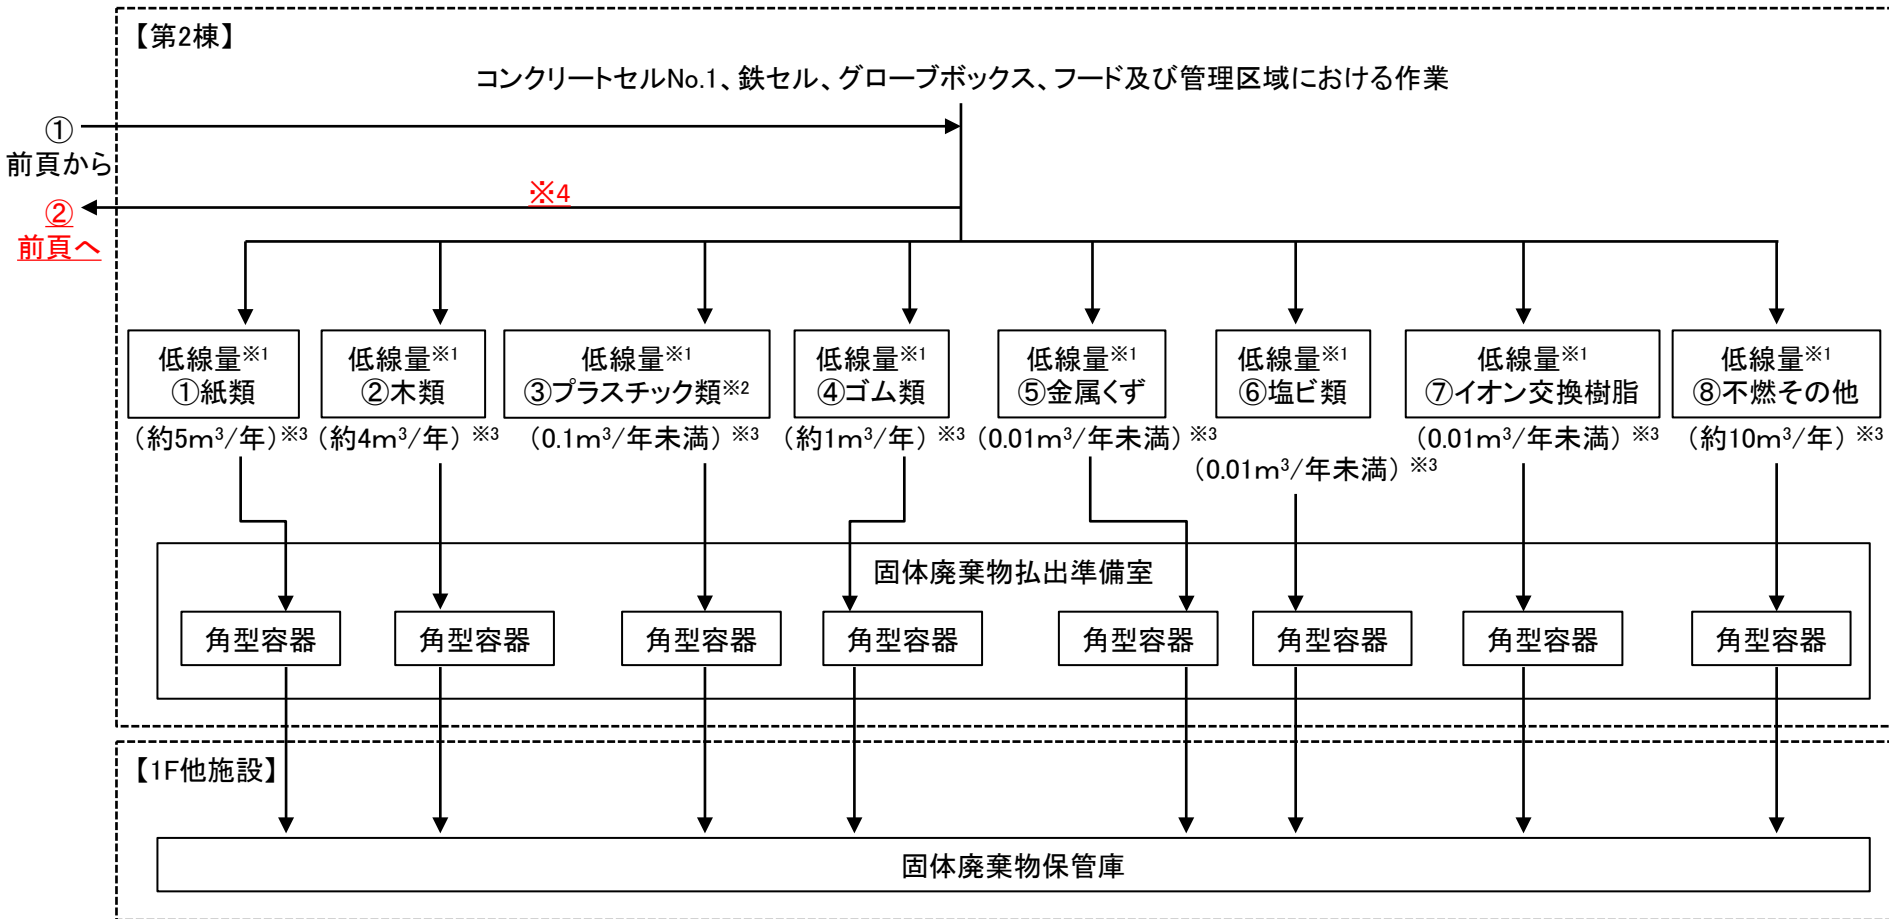 【第2棟】
コンクリートセルNo.1、鉄セル、グローブボックス、フード及び管理区域における作業
①
前頁から
※4
②
前頁へ
低線量※1
①紙類
(約5m³/年)※3
低線量※1
②木類
(約4m³/年)※3
低線量※1
③プラスチック類※2
(0.1m³/年未満)※3
低線量※1
④ゴム類
(約1m³/年)※3
低線量※1
⑤金属くず
(0.01m³/年未満)※3
低線量※1
⑥塩ビ類
(0.01m³/年未満)※3
低線量※1
⑦イオン交換樹脂
(0.01m³/年未満)※3
低線量※1
⑧不燃その他
(約10m³/年)※3
固体廃棄物払出準備室
角型容器
角型容器
角型容器
角型容器
角型容器
角型容器
角型容器
角型容器
【1F他施設】
固体廃棄物保管庫